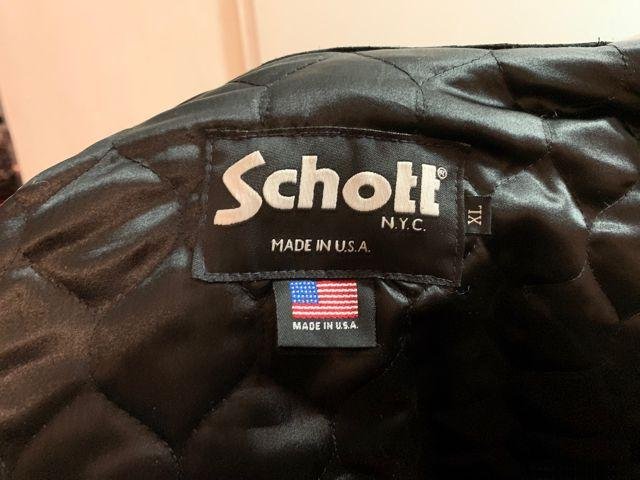 Schott®
N.Y.C.
MADE IN U.S.A.
XL
MADE IN U.S.A.